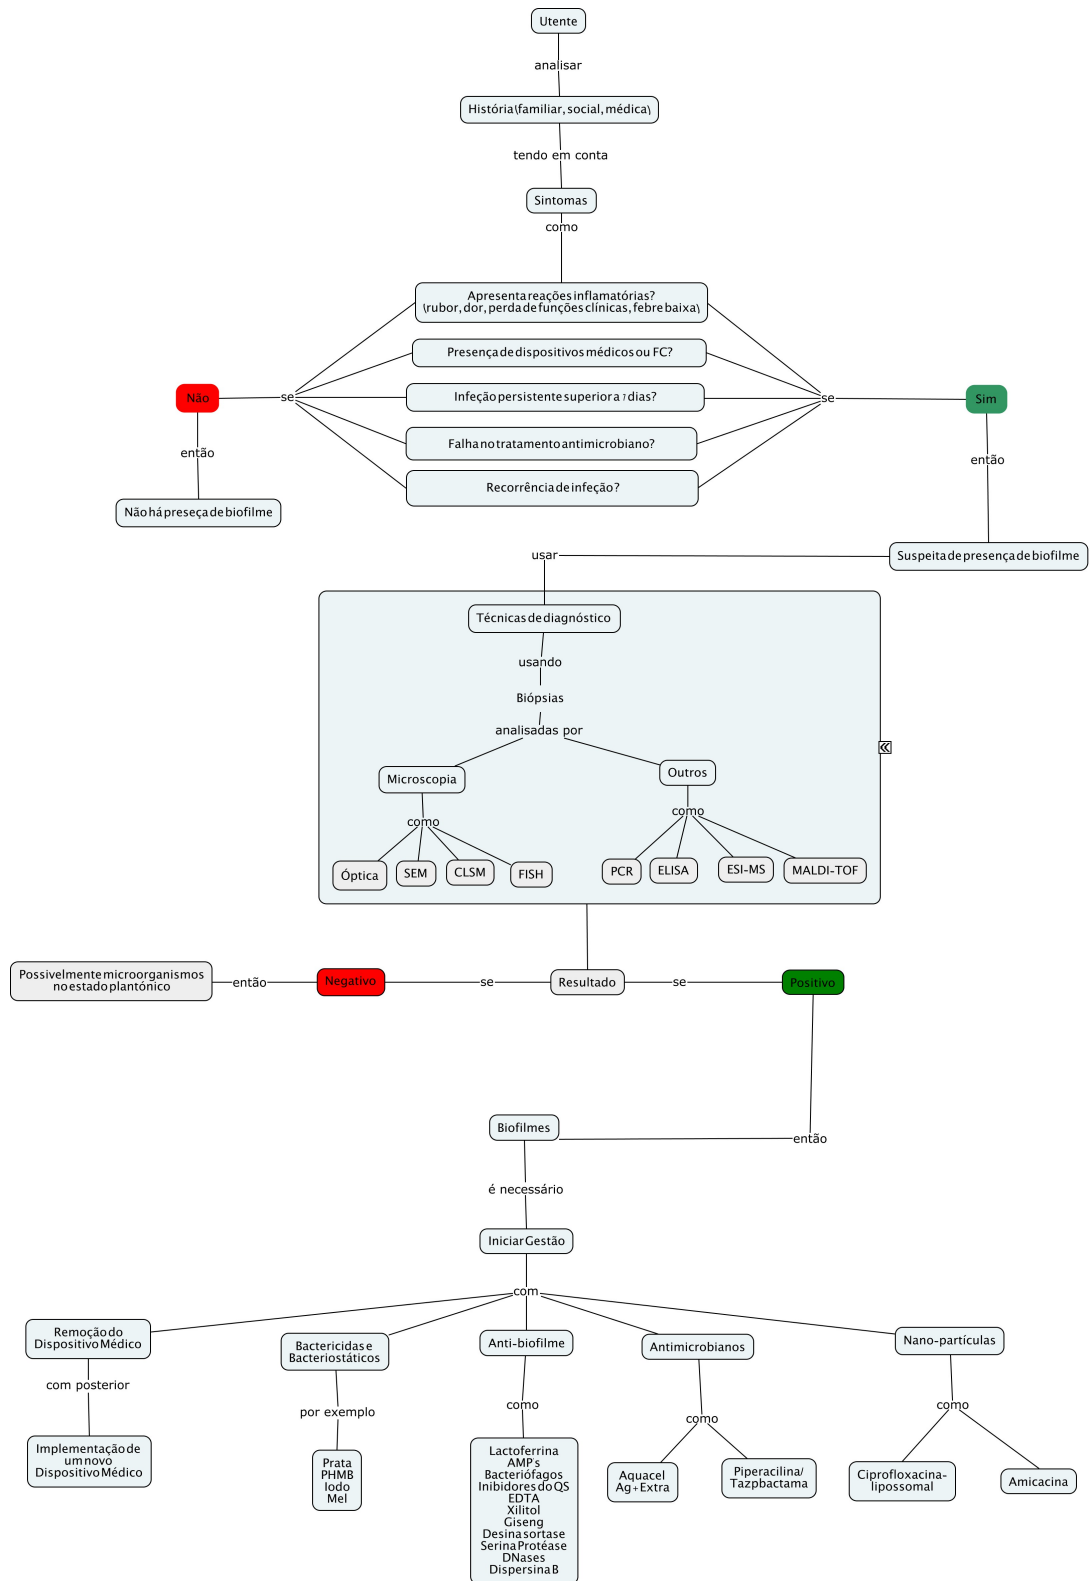 Utente
analisar
História \familiar, social, médica\
tendo em conta
Sintomas
como
Apresenta reações inflamatórias?
\rubor, dor, perda de funções clínicas, febre baixa\
Presença de dispositivos médicos ou FC?
Não
se
Infeção persistente superior a 7 dias?
se
Sim
Falha no tratamento antimicrobiano?
então
então
Recorrência de infeção?
Não há preseça de biofilme
usar
Suspeita de presença de biofilme
Técnicas de diagnóstico
usando
Biópsias
analisadas por
Microscopia
Outros
como
como
Óptica
SEM
CLSM
FISH
PCR
ELISA
ESI-MS
MALDI-TOF
Possivelmente microorganismos
no estado plantónico
então
Negativo
se
Resultado
se
Positivo
Biofilmes
então
é necessário
Iniciar Gestão
com
Remoção do
Dispositivo Médico
Bactericidas e
Bacteriostáticos
Anti-biofilme
Antimicrobianos
Nano-partículas
com posterior
por exemplo
como
como
como
Implementação de
um novo
Dispositivo Médico
Prata
PHMB
Iodo
Mel
Lactoferrina
AMP's
Bacteriófagos
Inibidores do QS
EDTA
Xilitol
Giseng
Desina sortase
Serina Protéase
DNases
Dispersina B
Aquacel
Ag+ Extra
Piperacilina/
Tazpbactama
Ciprofloxacina-
lipossomal
Amicacina